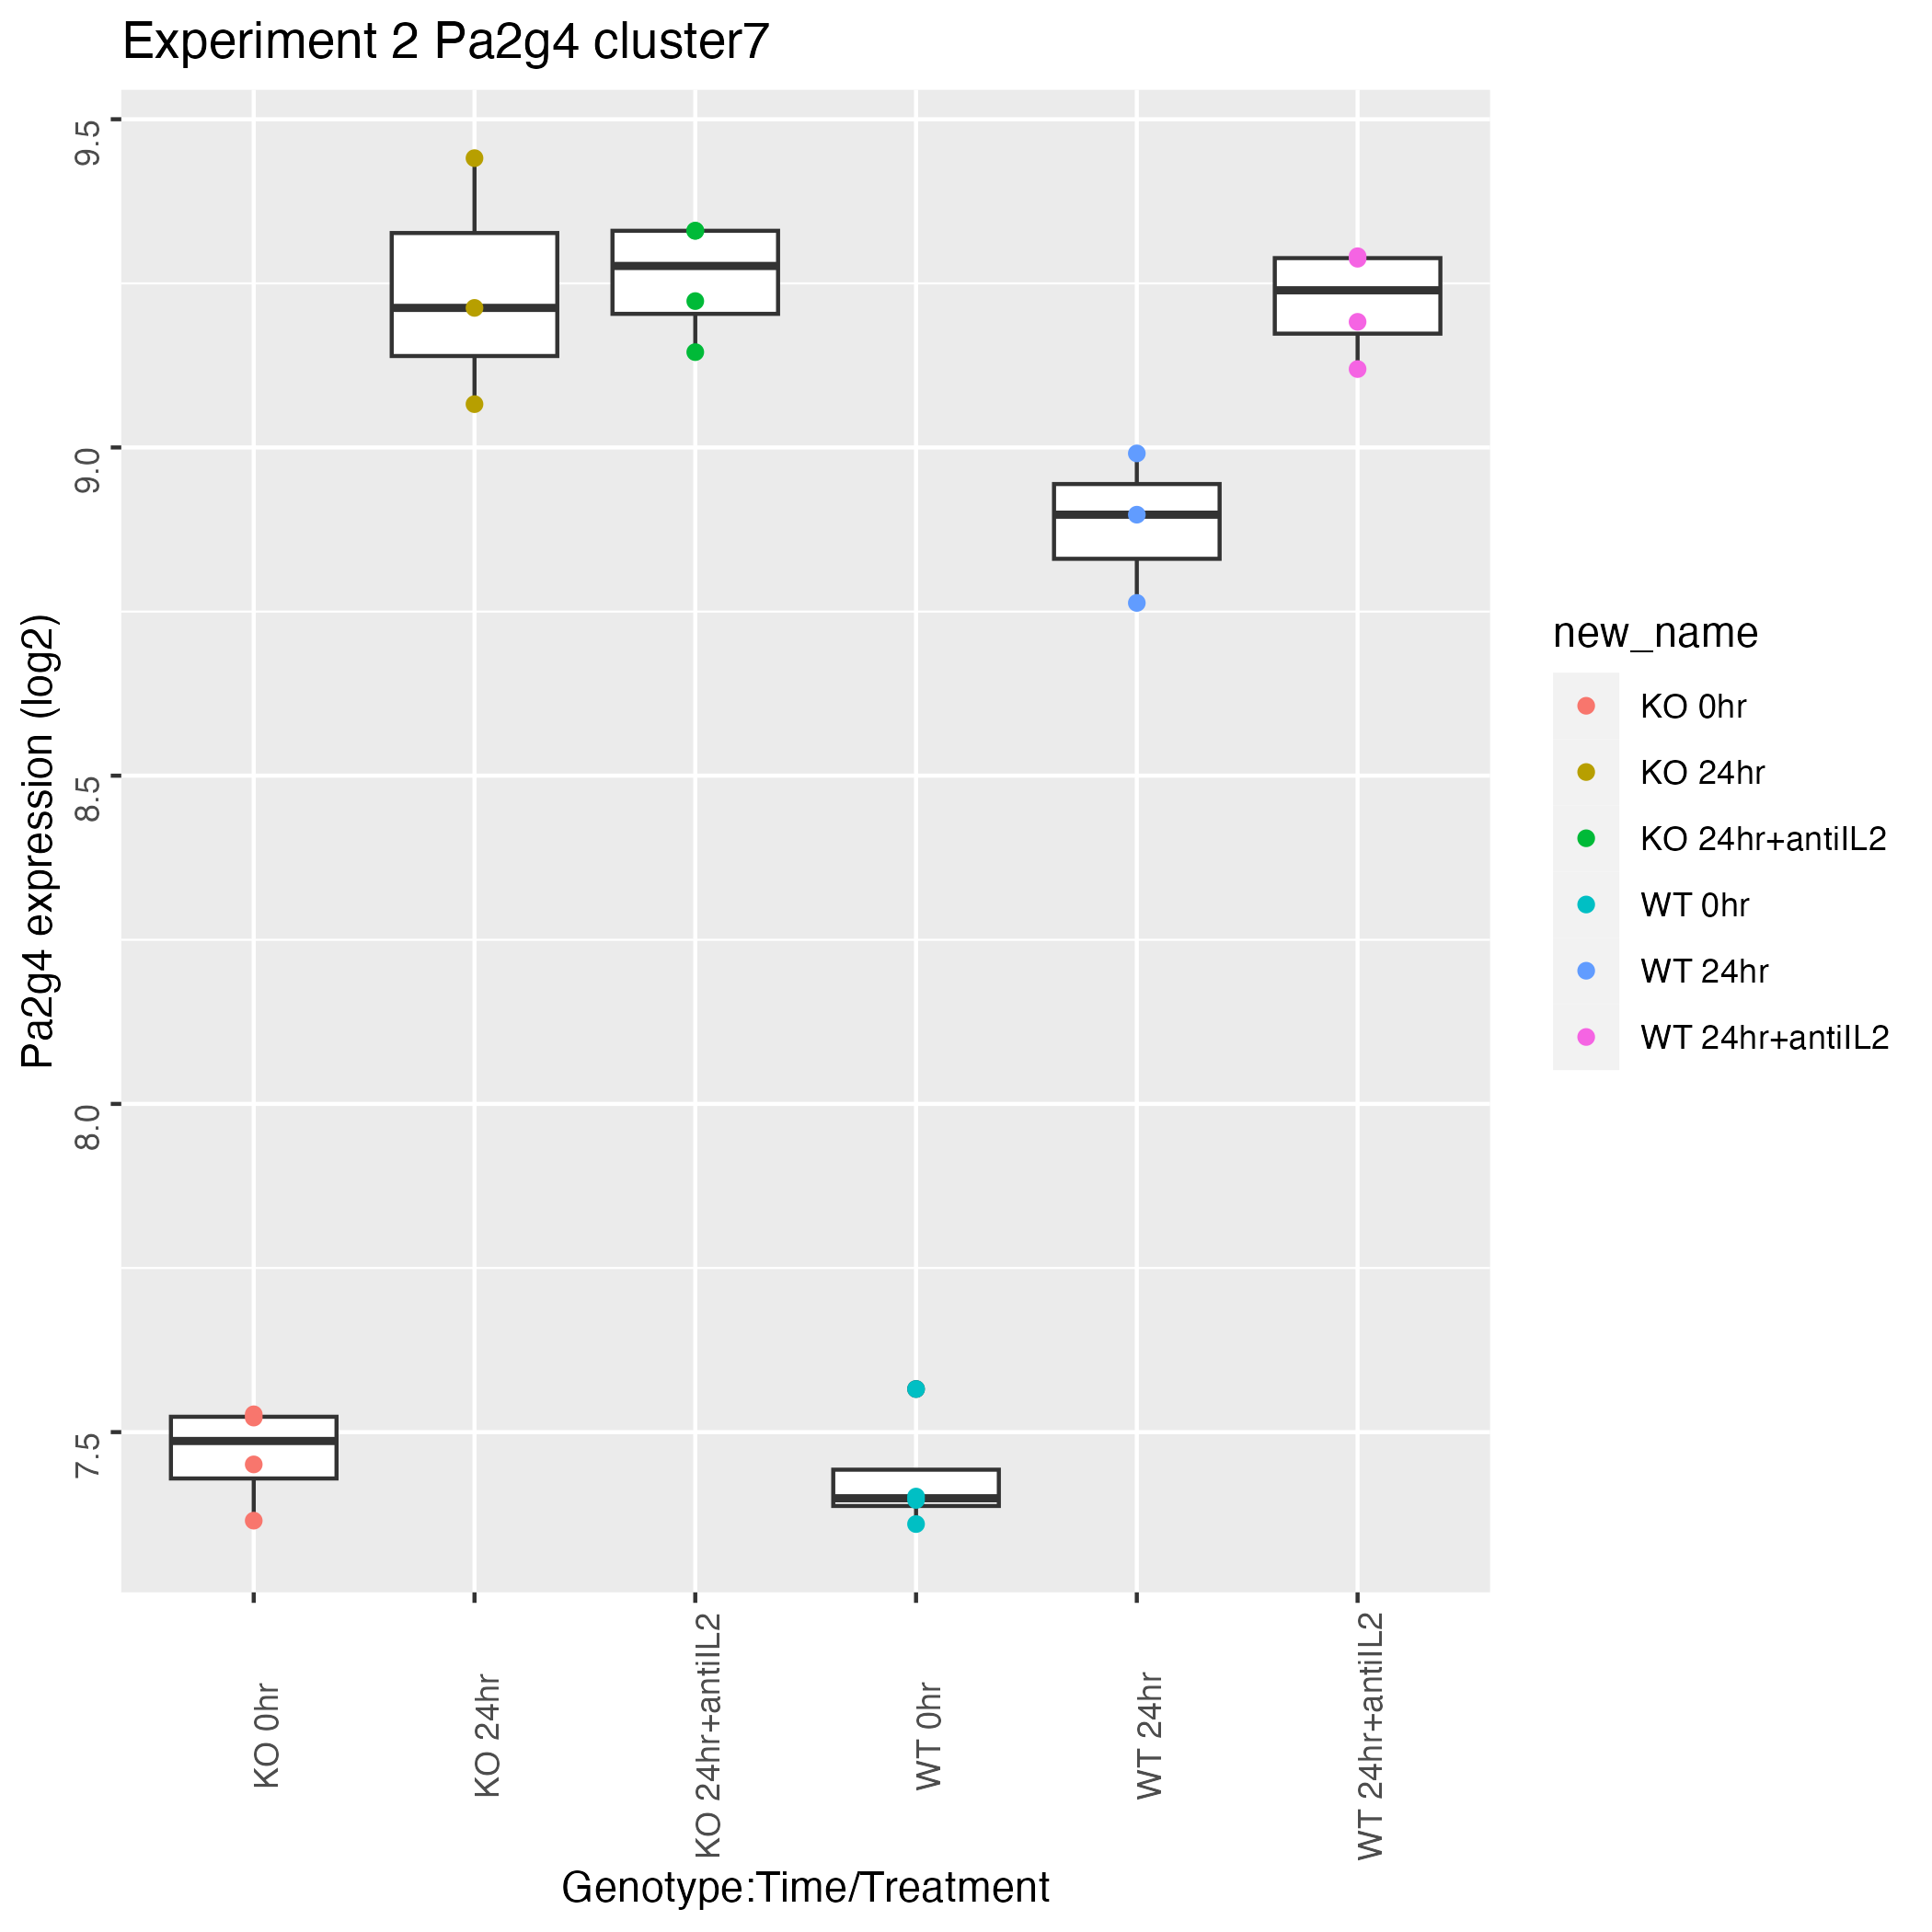 Experiment 2 Pa2g4 cluster7
Pa2g4 expression (log2)
9.5
9.0
8.5
8.0
7.5
KO 0hr
KO 24hr
KO 24hr+antiIL2
WT 0hr
WT 24hr
WT 24hr+antiIL2
Genotype:Time/Treatment
new_name
KO 0hr
KO 24hr
KO 24hr+antiIL2
WT 0hr
WT 24hr
WT 24hr+antiIL2